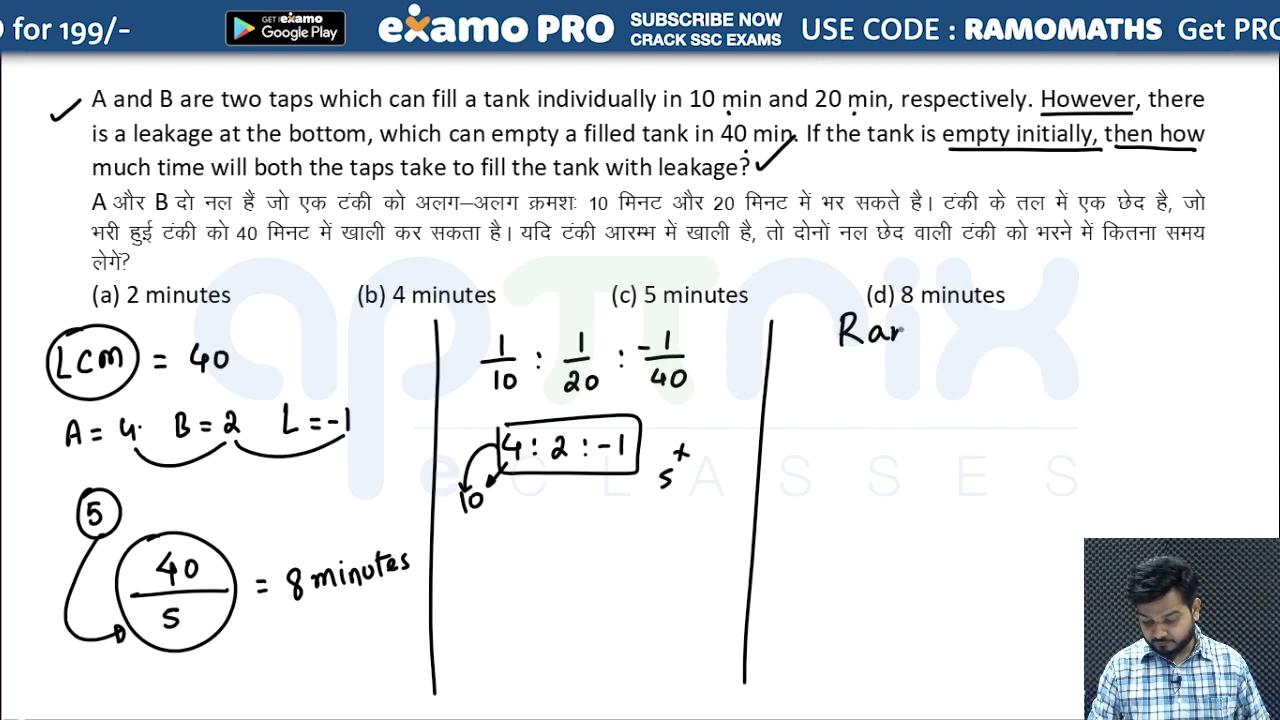 0 for 199/-
GET IT ON examo
Google Play
examo PRO
SUBSCRIBE NOW
CRACK SSC EXAMS
USE CODE : RAMOMATHS Get PRO
A and B are two taps which can fill a tank individually in 10 min and 20 min, respectively. However, there
is a leakage at the bottom, which can empty a filled tank in 40 min. If the tank is empty initially, then how
much time will both the taps take to fill the tank with leakage?
A और B दो नल हैं जो एक टंकी को अलग–अलग क्रमशः 10 मिनट और 20 मिनट में भर सकते है। टंकी के तल में एक छेद है, जो
भरी हुई टंकी को 40 मिनट में खाली कर सकता है। यदि टंकी आरम्भ में खाली है, तो दोनों नल छेद वाली टंकी को भरने में कितना समय
लेगें?
(a) 2 minutes (b) 4 minutes (c) 5 minutes (d) 8 minutes
LCM = 40
A = 4 B = 2 L = -1
5
40/5 = 8 minutes
1/10 : 1/20 : -1/40
4 : 2 : -1
10
5+
Rar
e CLASSES